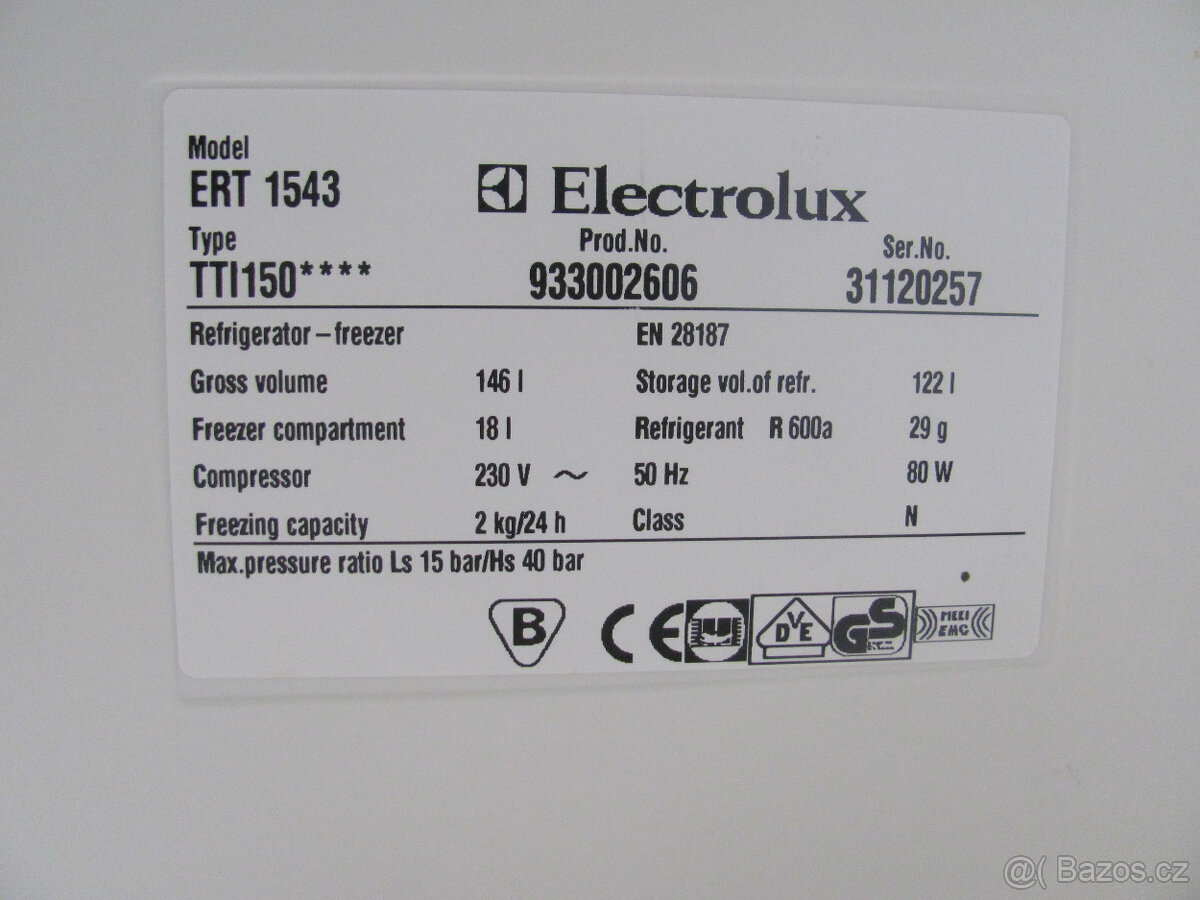 Model
ERT 1543
Electrolux
Type
Prod.No.
Ser.No.
TTI150****
933002606
31120257
Refrigerator – freezer EN 28187
Gross volume 146 l Storage vol.of refr. 122 l
Freezer compartment 18 l Refrigerant R 600a 29 g
Compressor 230 V ~ 50 Hz 80 W
Freezing capacity 2 kg/24 h Class N
Max.pressure ratio Ls 15 bar/Hs 40 bar
B CE DVE GS MEEI EMC
@( Bazos.cz